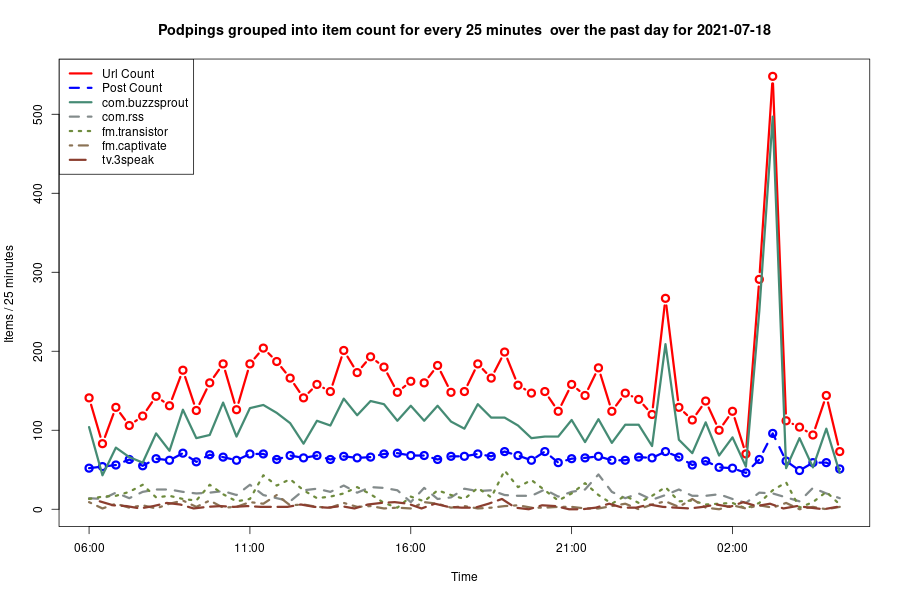 Podpings grouped into item count for every 25 minutes  over the past day for 2021-07-18
Url Count
Post Count
com.buzzsprout
com.rss
fm.transistor
fm.captivate
tv.3speak
Items / 25 minutes
500
400
300
200
100
0
06:00
11:00
16:00
21:00
02:00
Time